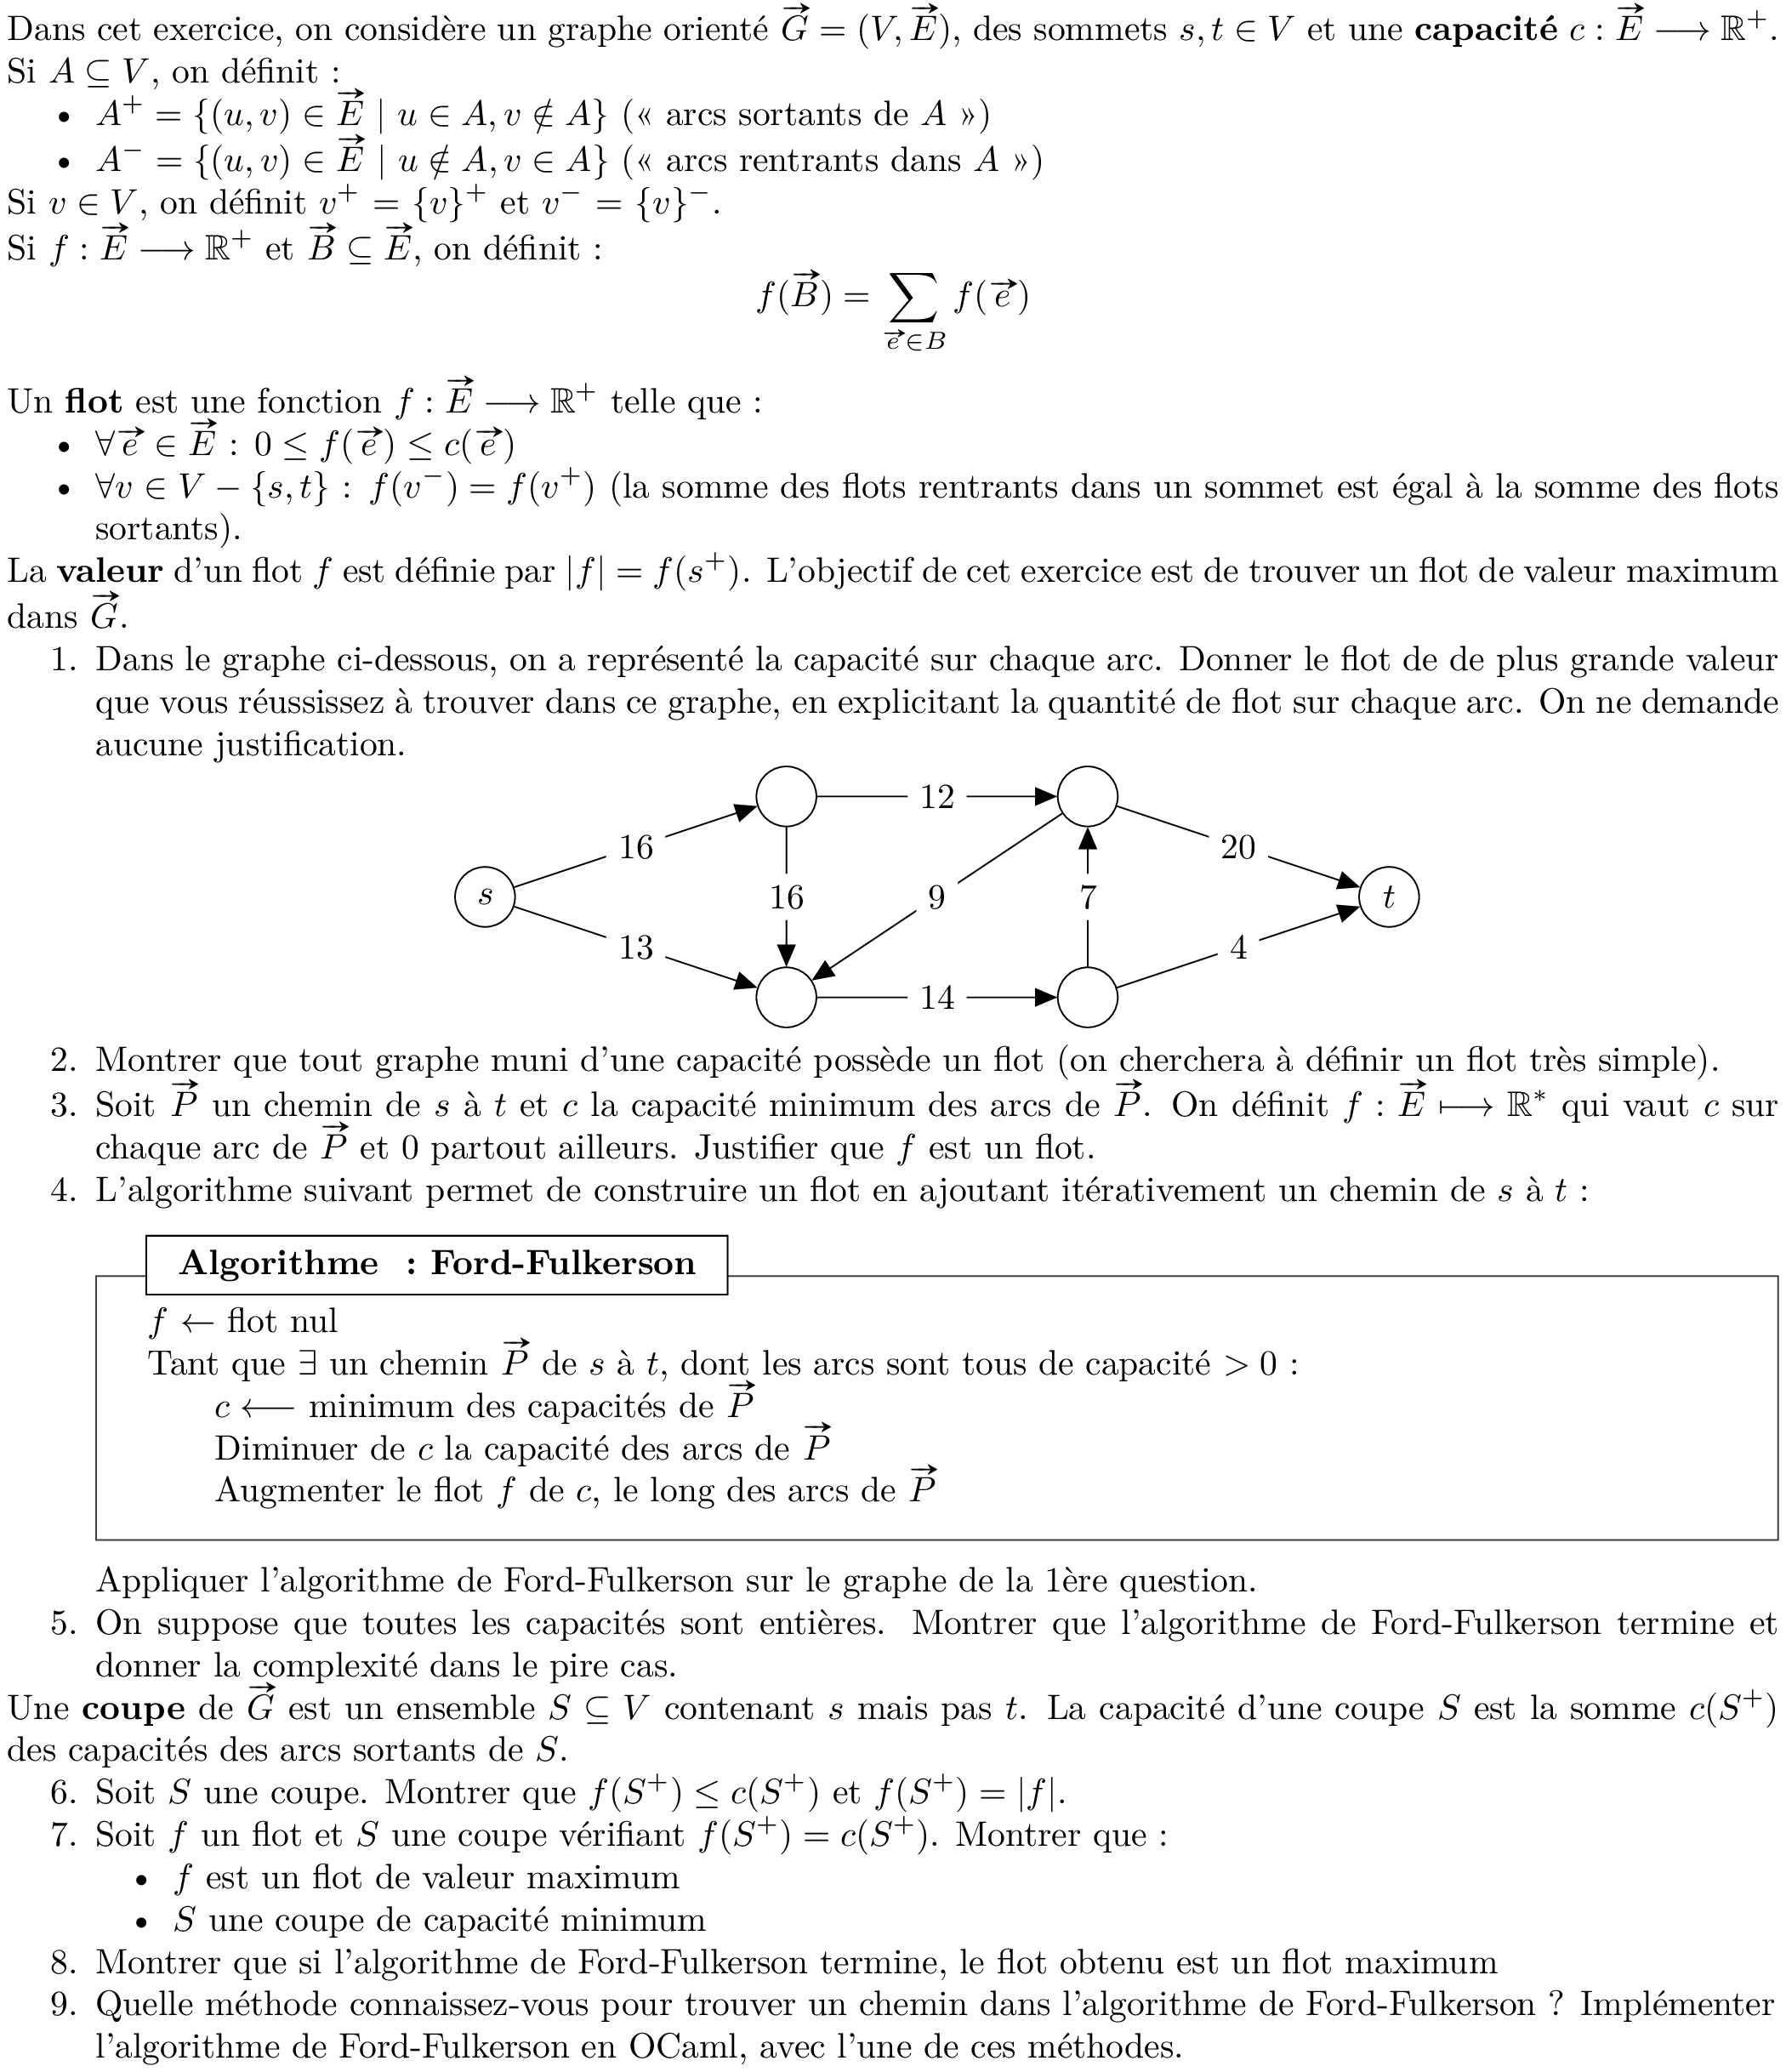 Dans cet exercice, on considère un graphe orienté $\overrightarrow{G} = (V, \overrightarrow{E})$, des sommets $s, t \in V$ et une **capacité** $c : \overrightarrow{E} \longrightarrow \mathbb{R}^+$.
Si $A \subseteq V$, on définit :
• $A^+ = \{(u, v) \in \overrightarrow{E} \mid u \in A, v \notin A\}$ (« arcs sortants de $A$ »)
• $A^- = \{(u, v) \in \overrightarrow{E} \mid u \notin A, v \in A\}$ (« arcs rentrants dans $A$ »)
Si $v \in V$, on définit $v^+ = \{v\}^+$ et $v^- = \{v\}^-$.
Si $f : \overrightarrow{E} \longrightarrow \mathbb{R}^+$ et $\overrightarrow{B} \subseteq \overrightarrow{E}$, on définit :
$f(\overrightarrow{B}) = \sum_{\overrightarrow{e} \in B} f(\overrightarrow{e})$
Un **flot** est une fonction $f : \overrightarrow{E} \longrightarrow \mathbb{R}^+$ telle que :
• $\forall \overrightarrow{e} \in \overrightarrow{E} : 0 \leq f(\overrightarrow{e}) \leq c(\overrightarrow{e})$
• $\forall v \in V - \{s, t\} : f(v^-) = f(v^+)$ (la somme des flots rentrants dans un sommet est égal à la somme des flots
sortants).
La **valeur** d'un flot $f$ est définie par $|f| = f(s^+)$. L'objectif de cet exercice est de trouver un flot de valeur maximum
dans $\overrightarrow{G}$.
1. Dans le graphe ci-dessous, on a représenté la capacité sur chaque arc. Donner le flot de de plus grande valeur
que vous réussissez à trouver dans ce graphe, en explicitant la quantité de flot sur chaque arc. On ne demande
aucune justification.
12
16
20
s
16
9
7
t
13
4
14
2. Montrer que tout graphe muni d'une capacité possède un flot (on cherchera à définir un flot très simple).
3. Soit $\overrightarrow{P}$ un chemin de $s$ à $t$ et $c$ la capacité minimum des arcs de $\overrightarrow{P}$. On définit $f : \overrightarrow{E} \longmapsto \mathbb{R}^*$ qui vaut $c$ sur
chaque arc de $\overrightarrow{P}$ et 0 partout ailleurs. Justifier que $f$ est un flot.
4. L'algorithme suivant permet de construire un flot en ajoutant itérativement un chemin de $s$ à $t$ :
**Algorithme : Ford-Fulkerson**
$f \leftarrow$ flot nul
Tant que $\exists$ un chemin $\overrightarrow{P}$ de $s$ à $t$, dont les arcs sont tous de capacité $> 0$ :
$c \longleftarrow$ minimum des capacités de $\overrightarrow{P}$
Diminuer de $c$ la capacité des arcs de $\overrightarrow{P}$
Augmenter le flot $f$ de $c$, le long des arcs de $\overrightarrow{P}$
Appliquer l'algorithme de Ford-Fulkerson sur le graphe de la 1ère question.
5. On suppose que toutes les capacités sont entières. Montrer que l'algorithme de Ford-Fulkerson termine et
donner la complexité dans le pire cas.
Une **coupe** de $\overrightarrow{G}$ est un ensemble $S \subseteq V$ contenant $s$ mais pas $t$. La capacité d'une coupe $S$ est la somme $c(S^+)$
des capacités des arcs sortants de $S$.
6. Soit $S$ une coupe. Montrer que $f(S^+) \leq c(S^+)$ et $f(S^+) = |f|$.
7. Soit $f$ un flot et $S$ une coupe vérifiant $f(S^+) = c(S^+)$. Montrer que :
• $f$ est un flot de valeur maximum
• $S$ une coupe de capacité minimum
8. Montrer que si l'algorithme de Ford-Fulkerson termine, le flot obtenu est un flot maximum
9. Quelle méthode connaissez-vous pour trouver un chemin dans l'algorithme de Ford-Fulkerson ? Implémenter
l'algorithme de Ford-Fulkerson en OCaml, avec l'une de ces méthodes.